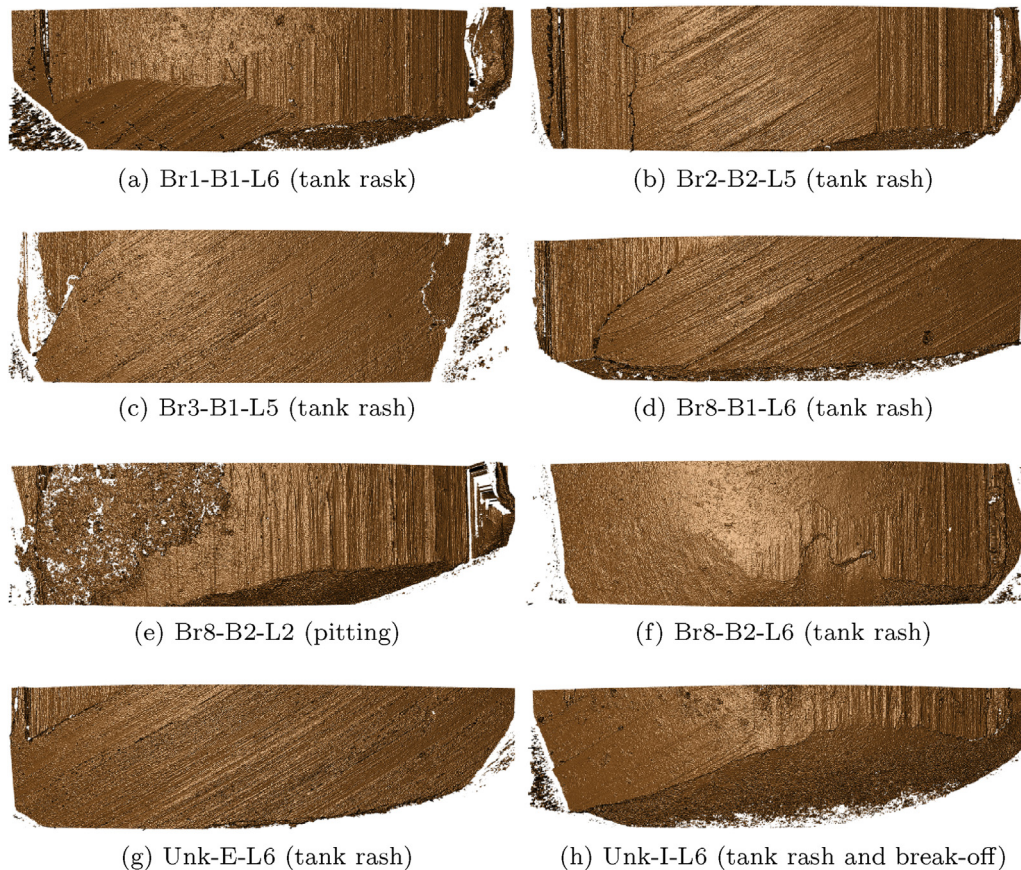 (a) Br1-B1-L6 (tank rask)
(b) Br2-B2-L5 (tank rash)
(c) Br3-B1-L5 (tank rash)
(d) Br8-B1-L6 (tank rash)
(e) Br8-B2-L2 (pitting)
(f) Br8-B2-L6 (tank rash)
(g) Unk-E-L6 (tank rash)
(h) Unk-I-L6 (tank rash and break-off)